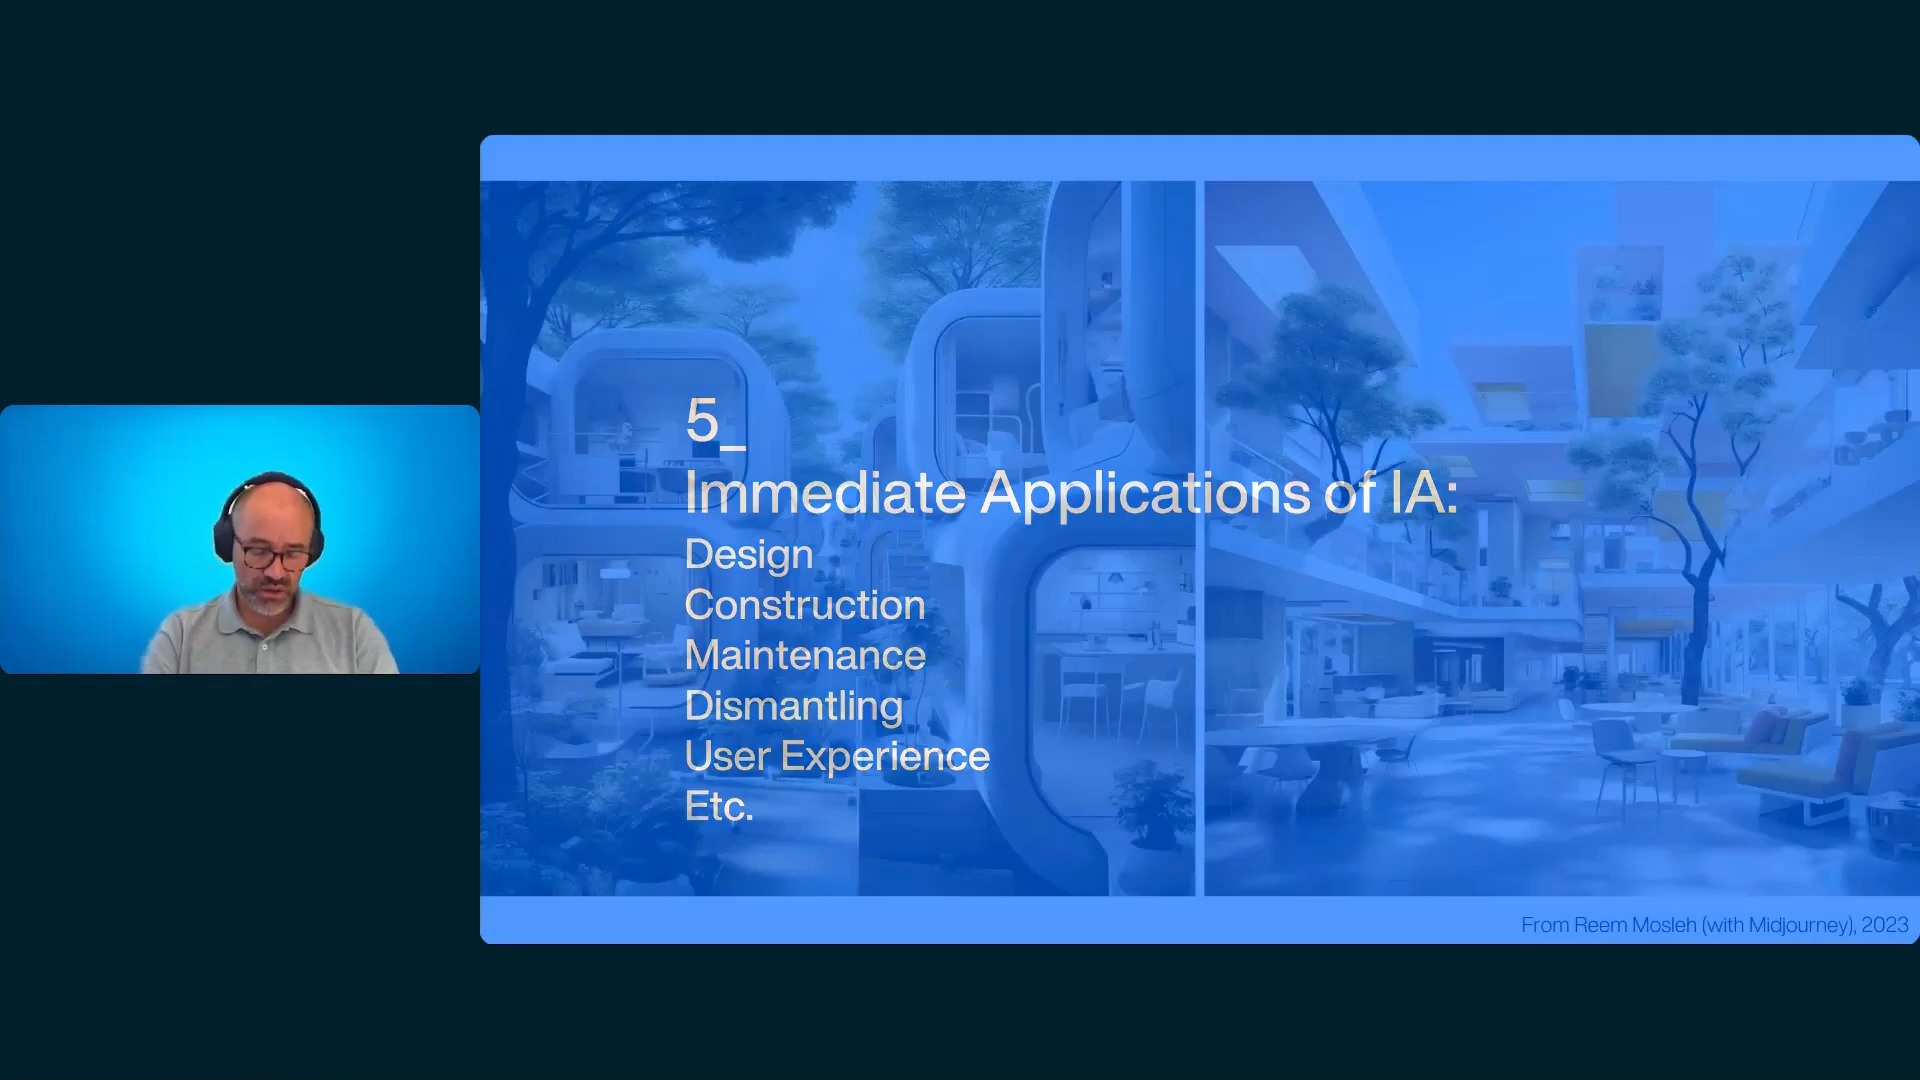 5_
Immediate Applications of IA:
Design
Construction
Maintenance
Dismantling
User Experience
Etc.
From Reem Mosleh (with Midjourney), 2023